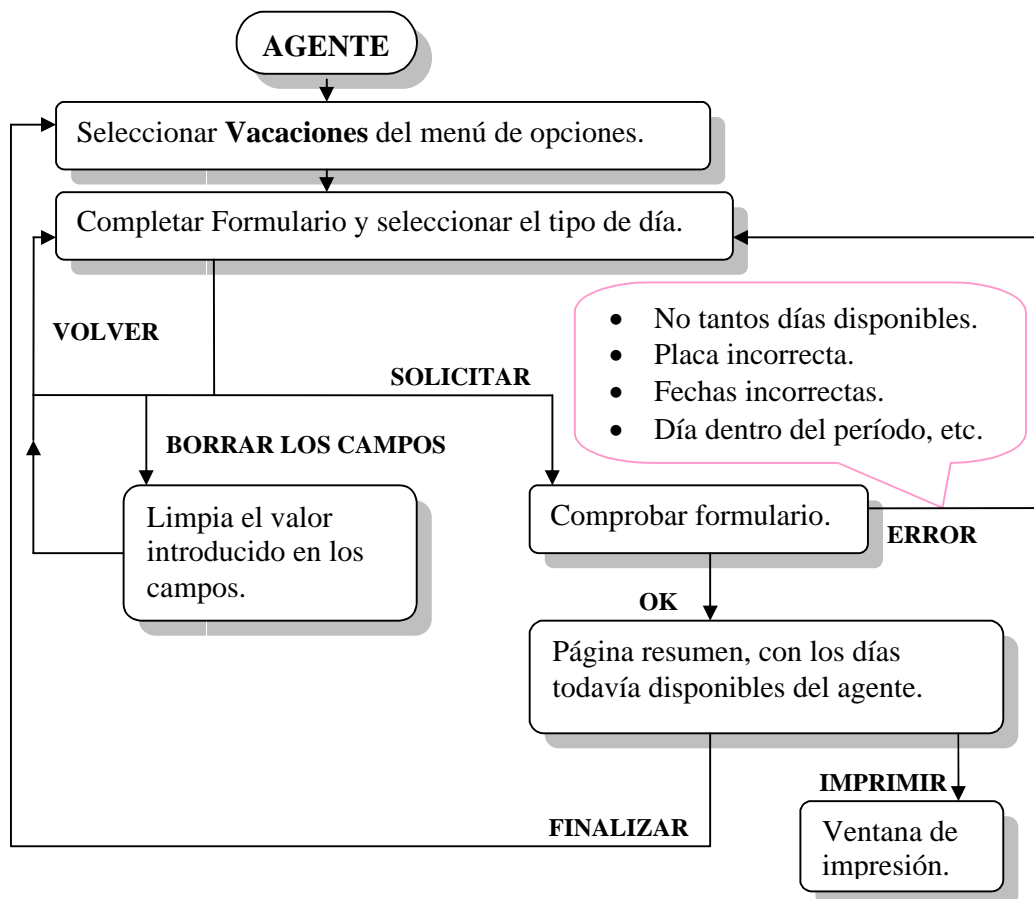 AGENTE
Seleccionar Vacaciones del menú de opciones.
Completar Formulario y seleccionar el tipo de día.
VOLVER
• No tantos días disponibles.
• Placa incorrecta.
• Fechas incorrectas.
• Día dentro del período, etc.
SOLICITAR
BORRAR LOS CAMPOS
Limpia el valor
introducido en los
campos.
Comprobar formulario.
ERROR
OK
Página resumen, con los días
todavía disponibles del agente.
IMPRIMIR
FINALIZAR
Ventana de
impresión.